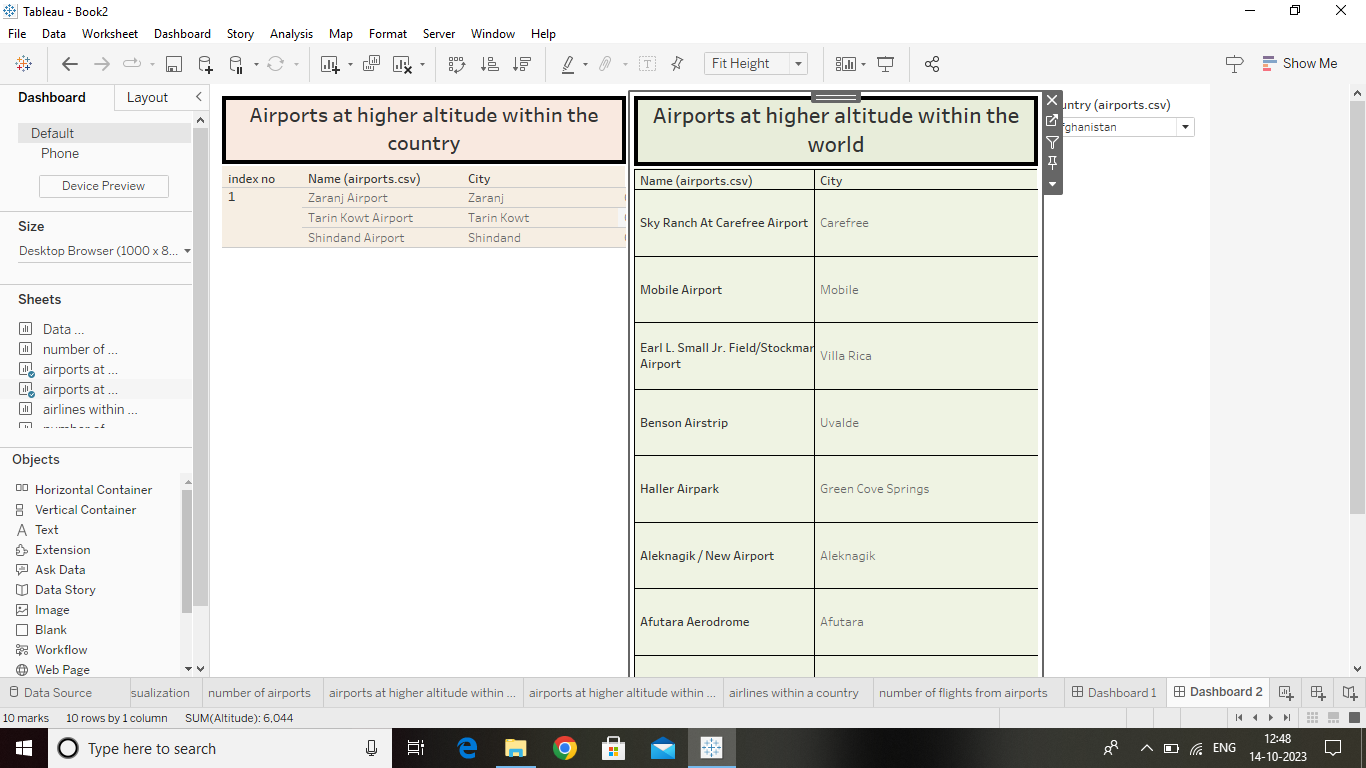 Tableau - Book2
File Data Worksheet Dashboard Story Analysis Map Format Server Window Help
Fit Height
Show Me
Dashboard Layout
Default
Phone
Device Preview
Size
Desktop Browser (1000 x 8...
Sheets
Data ...
number of ...
airports at ...
airports at ...
airlines within ...
Objects
Horizontal Container
Vertical Container
Text
Extension
Ask Data
Data Story
Image
Blank
Workflow
Web Page
Airports at higher altitude within the
country
index no Name (airports.csv) City
1 Zaranj Airport Zaranj
Tarin Kowt Airport Tarin Kowt
Shindand Airport Shindand
Airports at higher altitude within the
world
Name (airports.csv) City
Sky Ranch At Carefree Airport Carefree
Mobile Airport Mobile
Earl L. Small Jr. Field/Stockmar
Airport Villa Rica
Benson Airstrip Uvalde
Haller Airpark Green Cove Springs
Aleknagik / New Airport Aleknagik
Afutara Aerodrome Afutara
untry (airports.csv)
ghanistan
Data Source sualization number of airports airports at higher altitude within ... airports at higher altitude within ... airlines within a country number of flights from airports Dashboard 1 Dashboard 2
10 marks 10 rows by 1 column SUM(Altitude): 6,044
Type here to search
ENG
12:48
14-10-2023